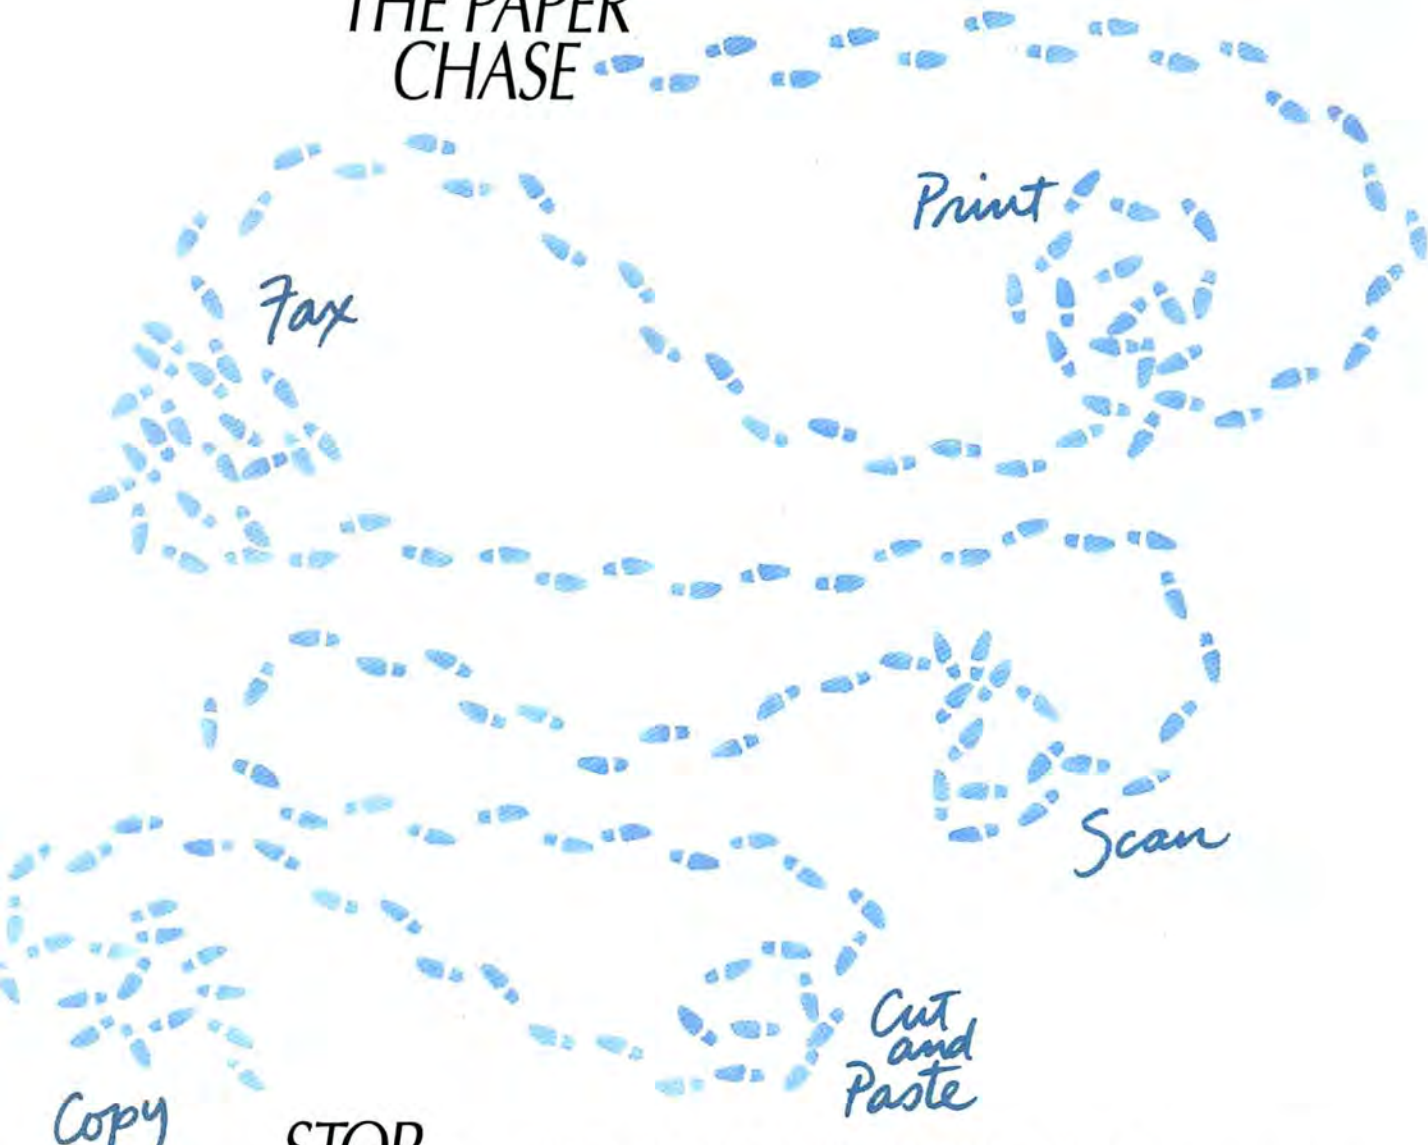 THE PAPER
CHASE
Print
Fax
Scan
Cut
and
Paste
Copy
STOP